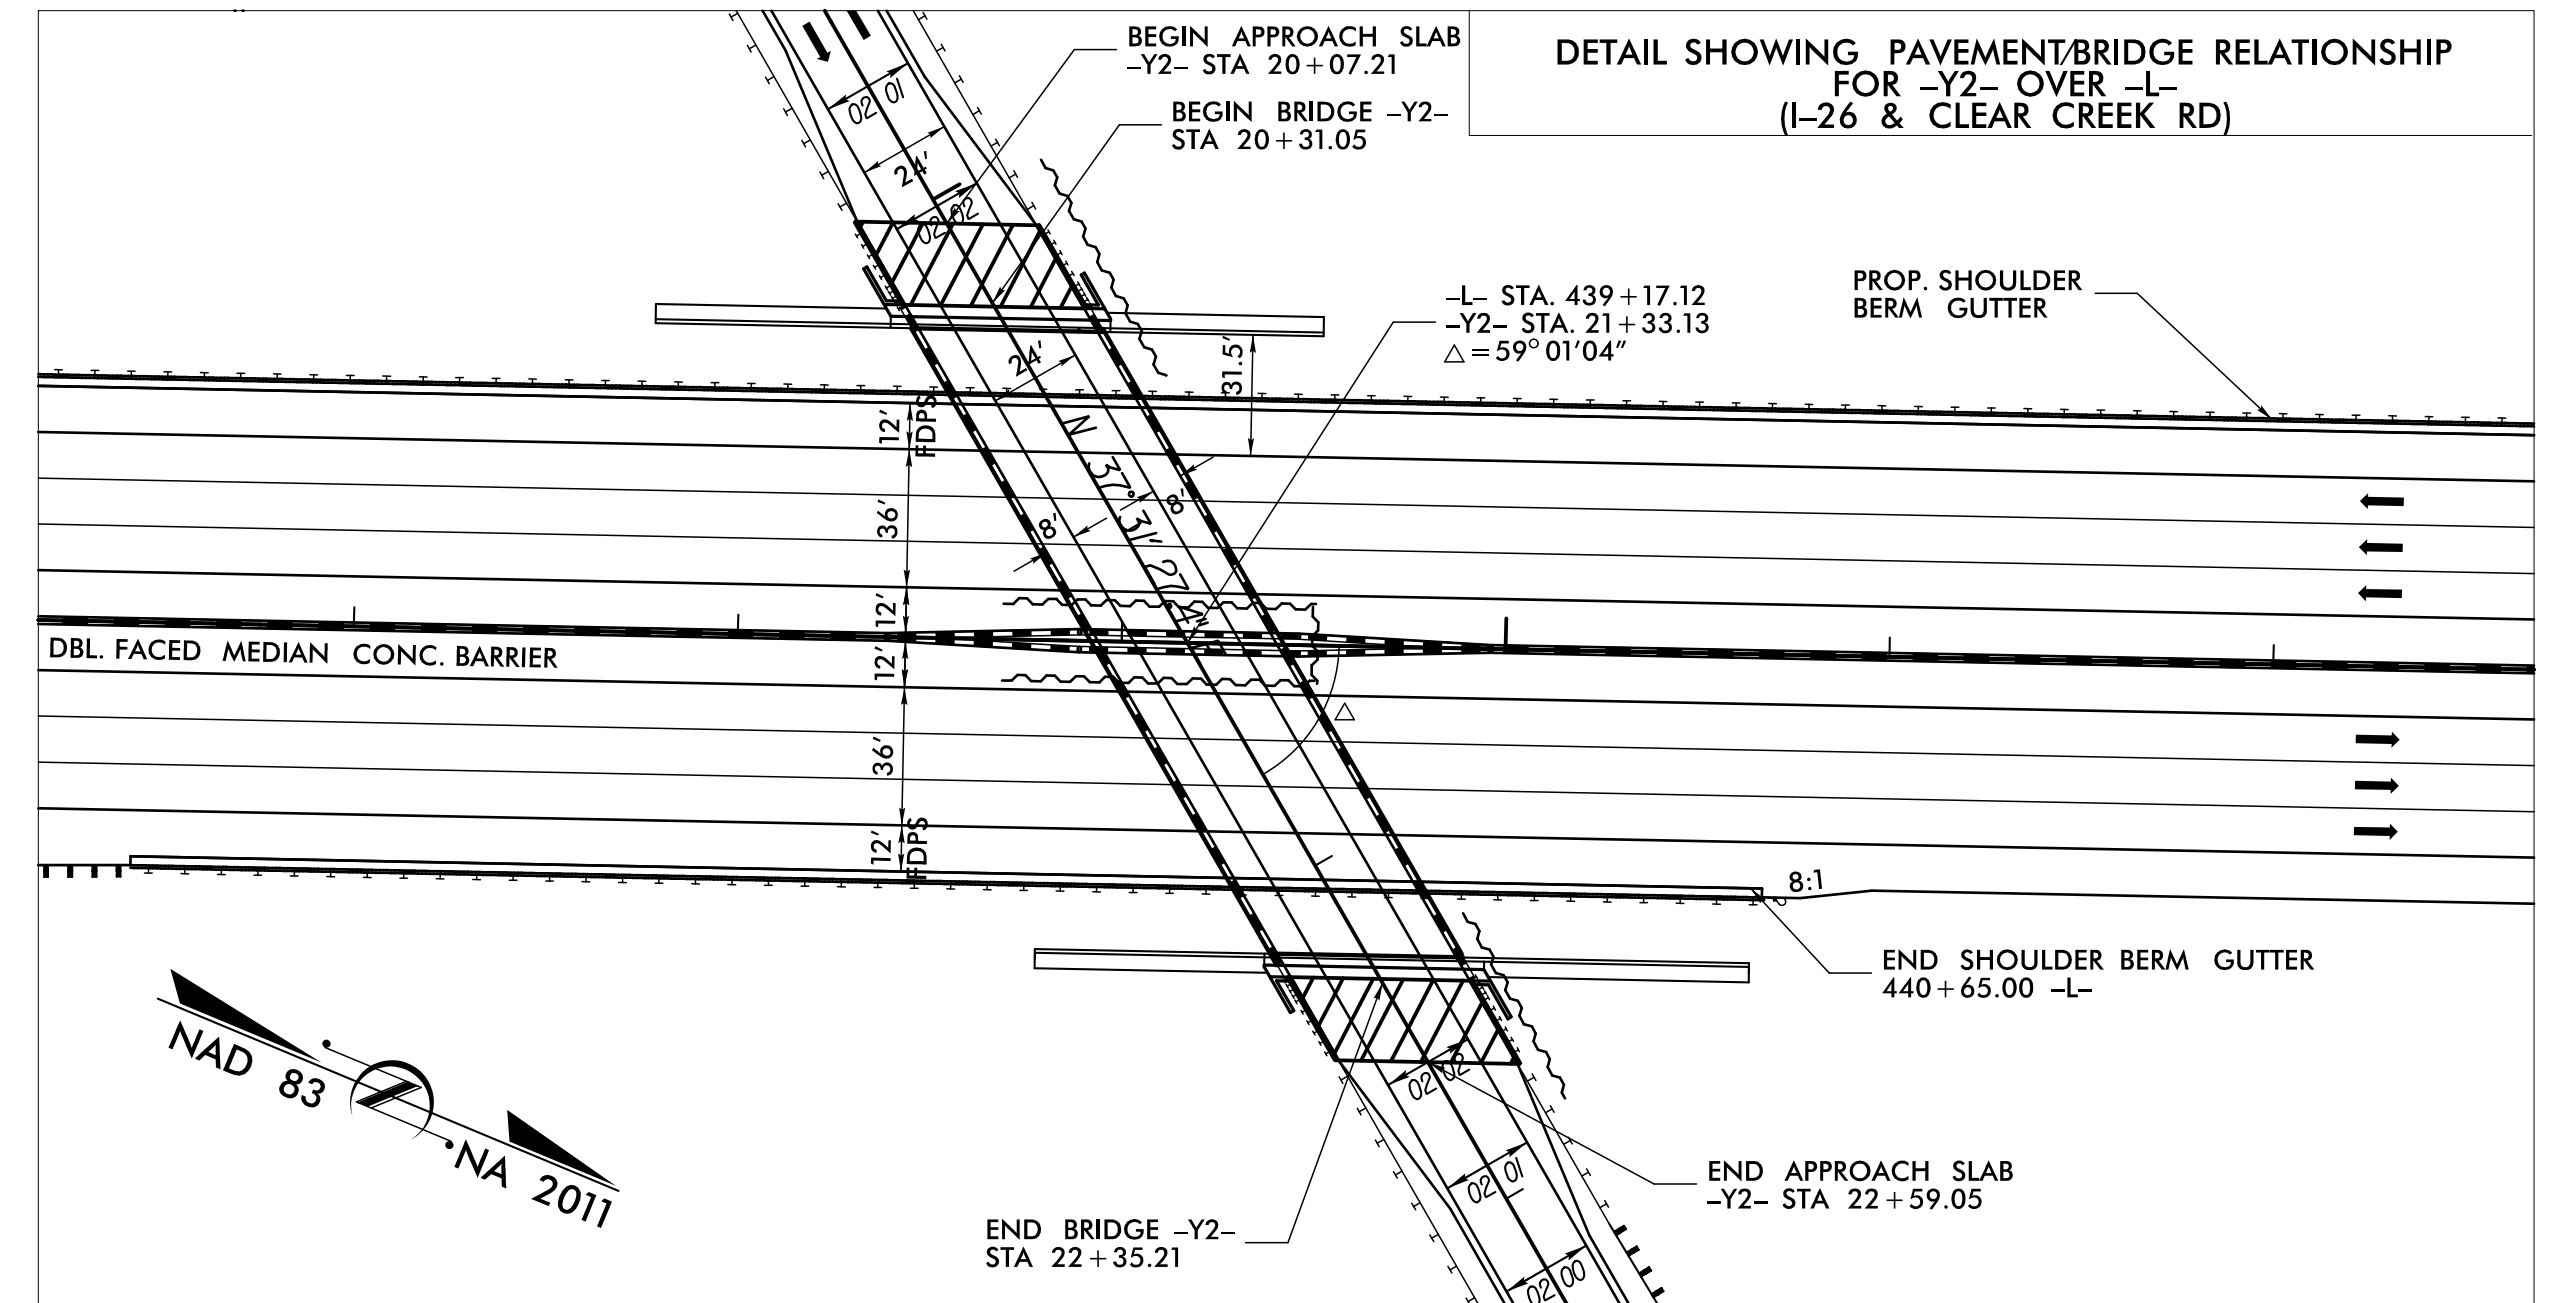 BEGIN APPROACH SLAB
–Y2– STA 20+07.21
BEGIN BRIDGE –Y2–
STA 20+31.05
DETAIL SHOWING PAVEMENT/BRIDGE RELATIONSHIP
FOR –Y2– OVER –L–
(I–26 & CLEAR CREEK RD)
02 01
24'
02 02
–L– STA. 439+17.12
–Y2– STA. 21+33.13
△ = 59° 01'04"
PROP. SHOULDER
BERM GUTTER
31.5'
24'
12'
FDPS
36'
8'
8'
N 37° 31"
12'
DBL. FACED MEDIAN CONC. BARRIER
12'
△
36'
12'
FDPS
8:1
END SHOULDER BERM GUTTER
440+65.00 –L–
NAD 83
NA 2011
02 02
02 01
02 00
END APPROACH SLAB
–Y2– STA 22+59.05
END BRIDGE –Y2–
STA 22+35.21